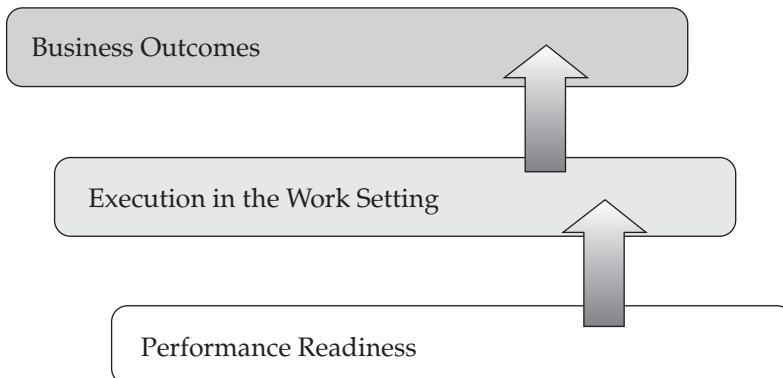 Business Outcomes
Execution in the Work Setting
Performance Readiness